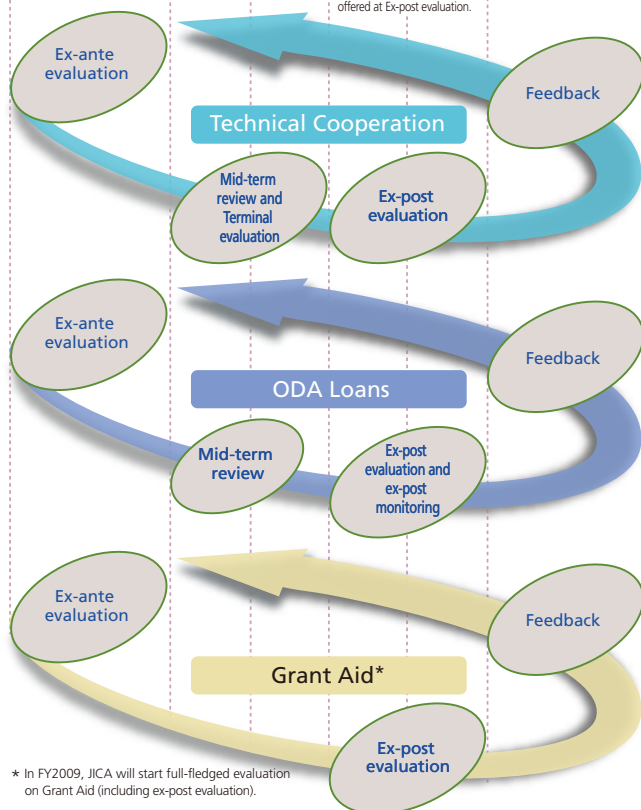 offered at Ex-post evaluation.
Ex-ante
evaluation
Feedback
Technical Cooperation
Mid-term
review and
Terminal
evaluation
Ex-post
evaluation
Ex-ante
evaluation
Feedback
ODA Loans
Mid-term
review
Ex-post
evaluation and
ex-post
monitoring
Ex-ante
evaluation
Feedback
Grant Aid*
Ex-post
evaluation
* In FY2009, JICA will start full-fledged evaluation
on Grant Aid (including ex-post evaluation).